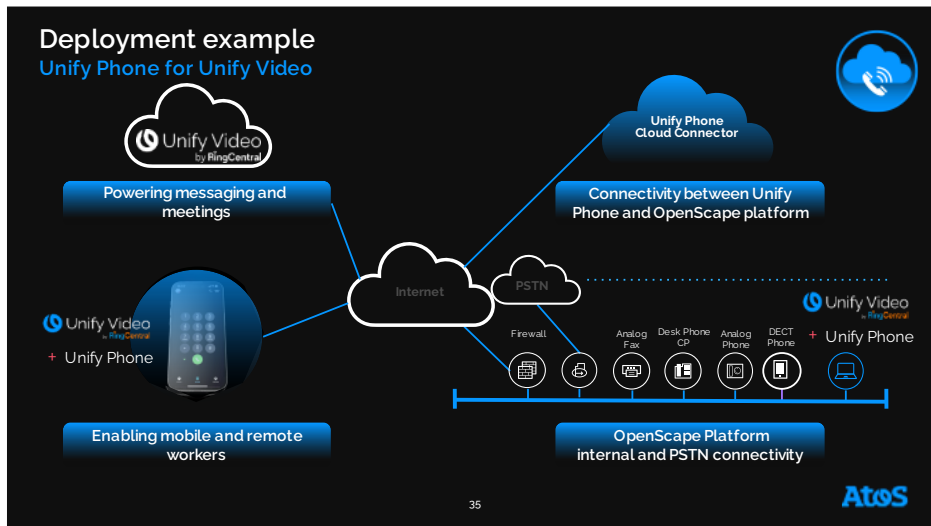 Deployment example
Unify Phone for Unify Video
Unify Video
by RingCentral
Powering messaging and
meetings
Unify Phone
Cloud Connector
Connectivity between Unify
Phone and OpenScape platform
Internet
PSTN
Unify Video
by RingCentral
+ Unify Phone
Enabling mobile and remote
workers
Firewall
Analog
Fax
Desk Phone
CP
Analog
Phone
DECT
Phone
Unify Video
by RingCentral
+ Unify Phone
OpenScape Platform
internal and PSTN connectivity
35
Atos